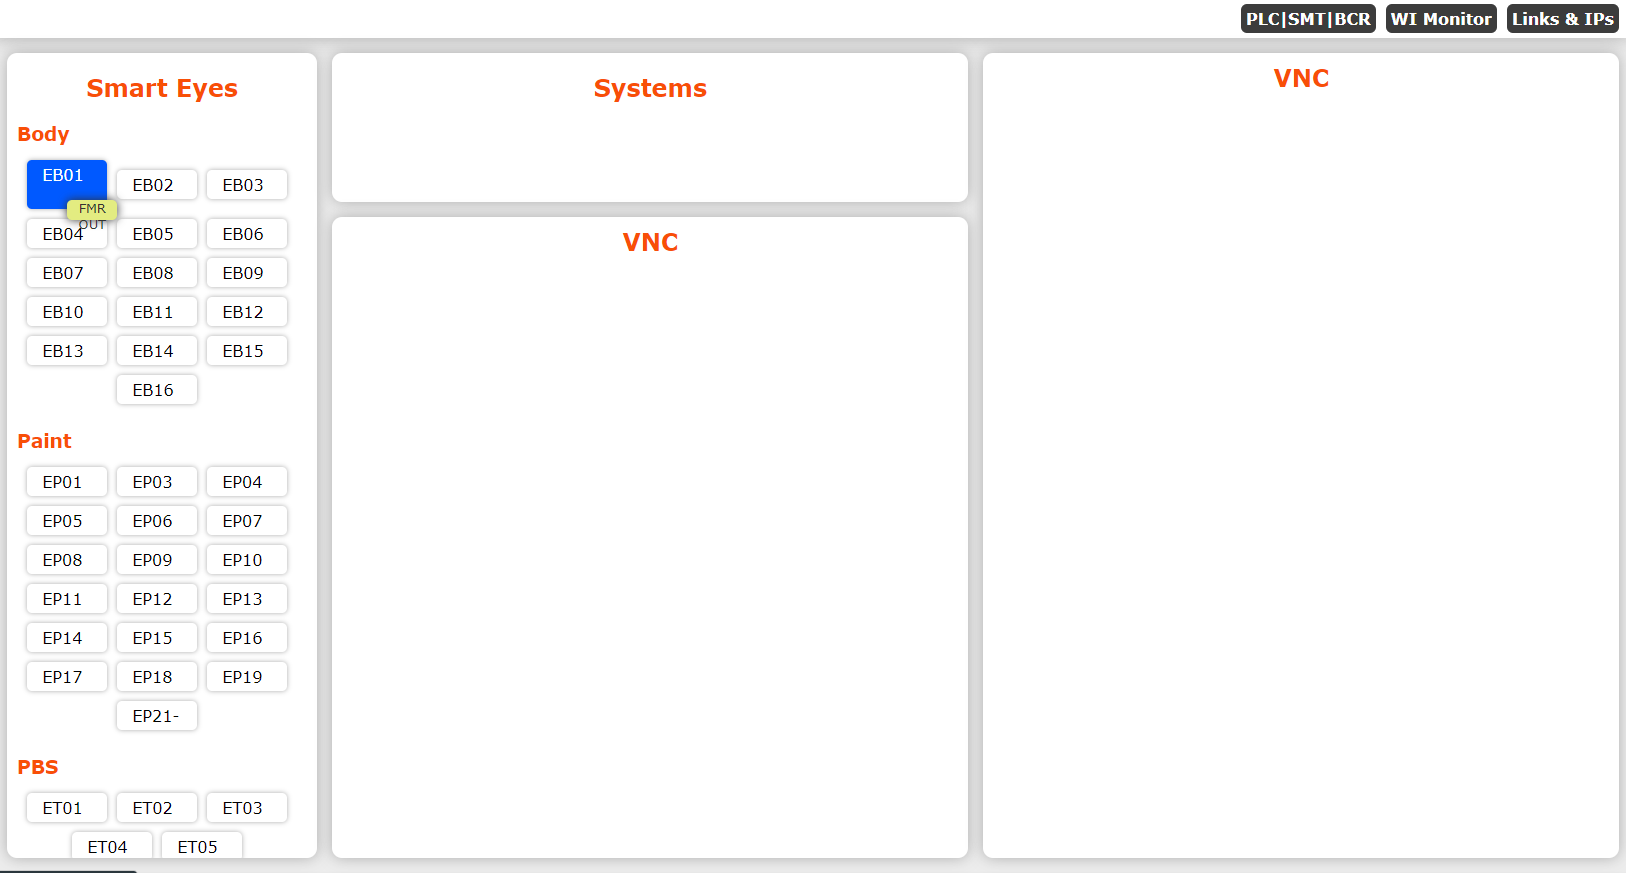 PLC|SMT|BCR WI Monitor Links & IPs
Smart Eyes
Body
EB01 EB02 EB03
FMR
OUT
EB04 EB05 EB06
EB07 EB08 EB09
EB10 EB11 EB12
EB13 EB14 EB15
EB16
Paint
EP01 EP03 EP04
EP05 EP06 EP07
EP08 EP09 EP10
EP11 EP12 EP13
EP14 EP15 EP16
EP17 EP18 EP19
EP21-
PBS
ET01 ET02 ET03
ET04 ET05
Systems
VNC
VNC